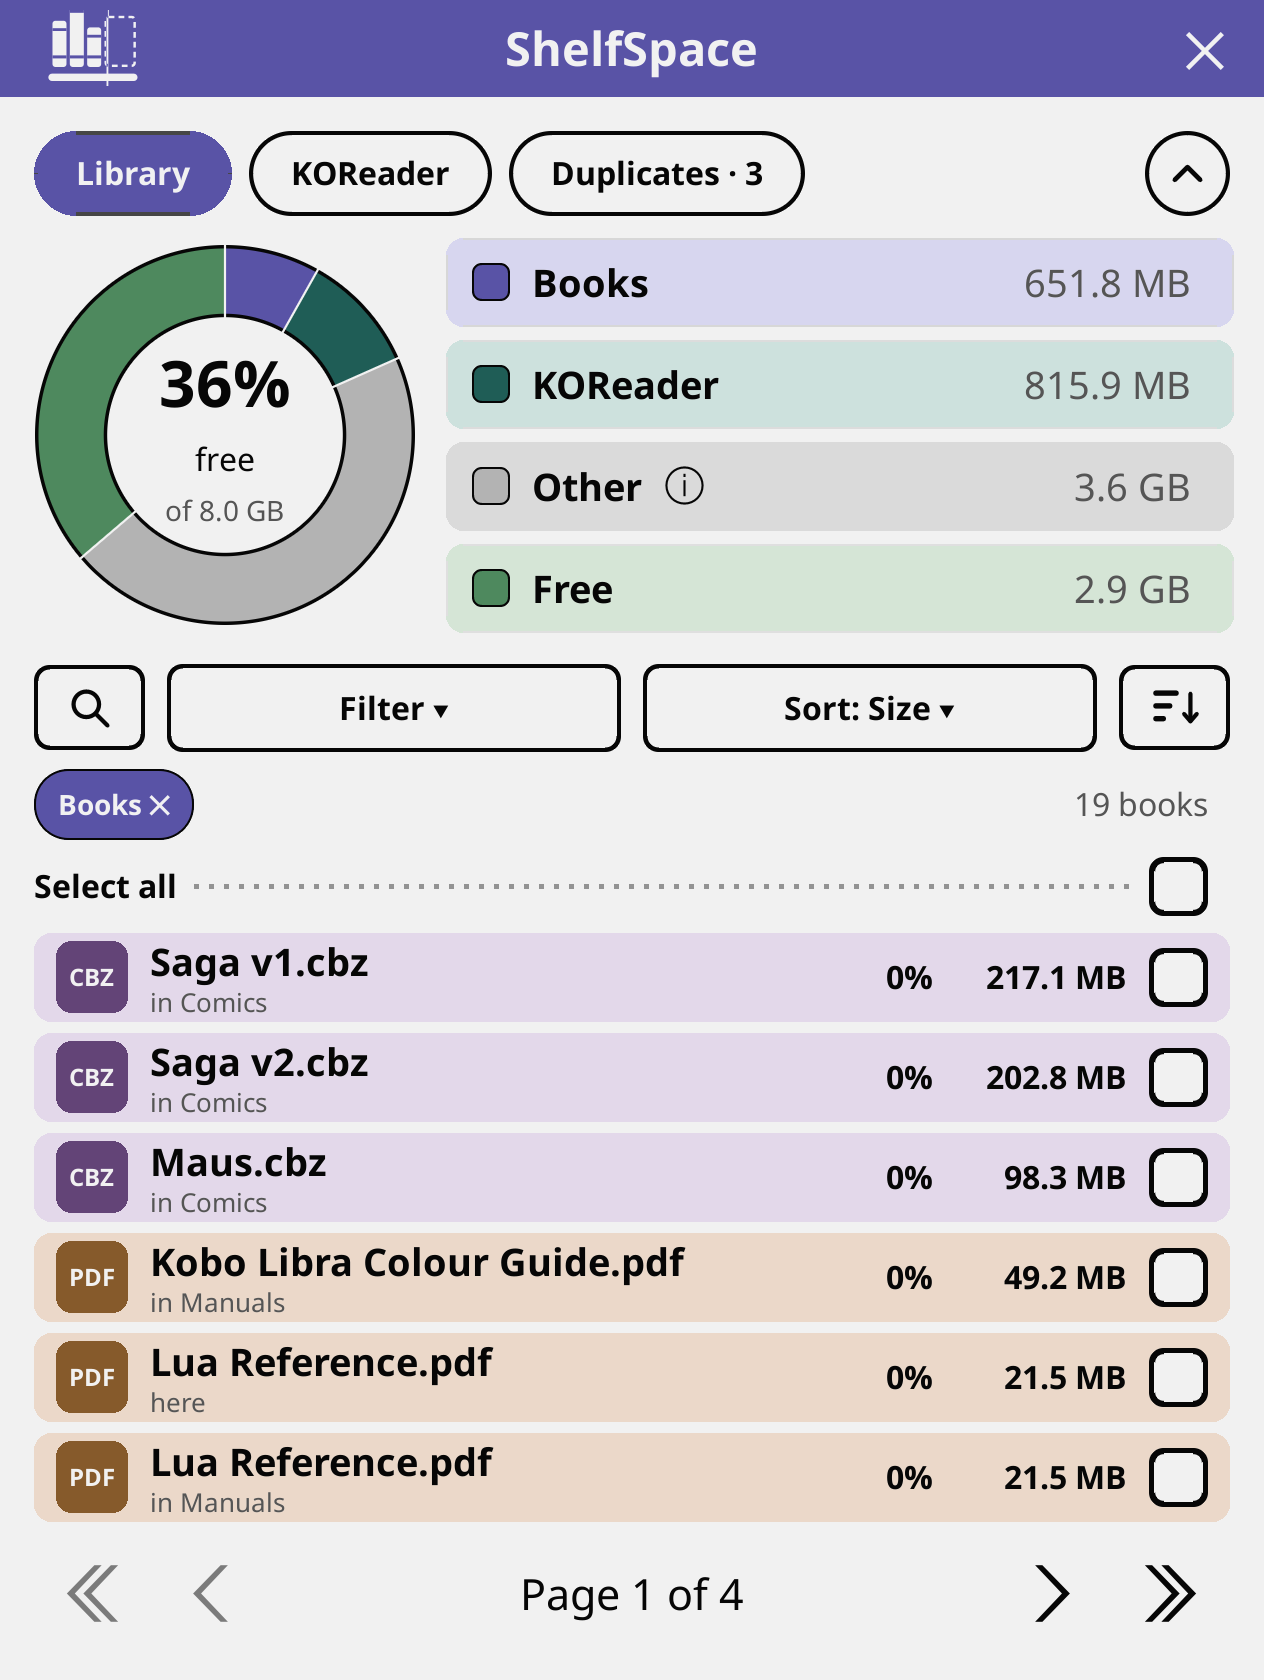 ShelfSpace
Library
KOReader
Duplicates · 3
36%
free
of 8.0 GB
Books 651.8 MB
KOReader 815.9 MB
Other ⓘ 3.6 GB
Free 2.9 GB
Filter ▾
Sort: Size ▾
Books ×
19 books
Select all
CBZ
Saga v1.cbz
in Comics
0% 217.1 MB
CBZ
Saga v2.cbz
in Comics
0% 202.8 MB
CBZ
Maus.cbz
in Comics
0% 98.3 MB
PDF
Kobo Libra Colour Guide.pdf
in Manuals
0% 49.2 MB
PDF
Lua Reference.pdf
here
0% 21.5 MB
PDF
Lua Reference.pdf
in Manuals
0% 21.5 MB
Page 1 of 4